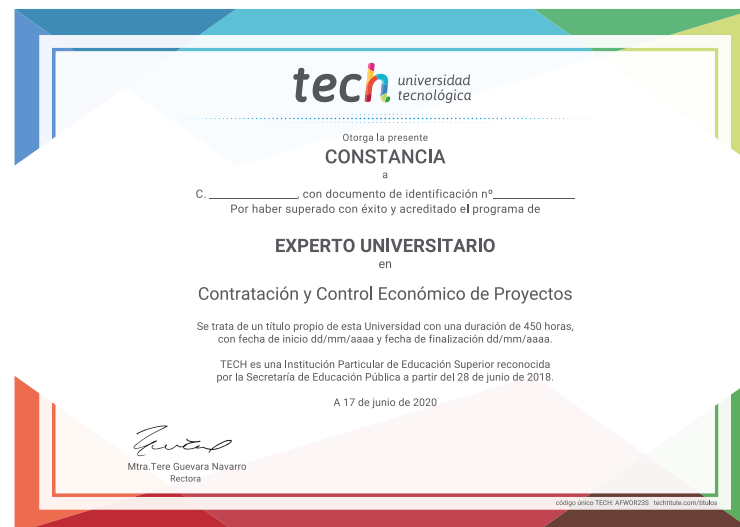 tech universidad
tecnológica
Otorga la presente
CONSTANCIA
a
C. ______________, con documento de identificación nº____________
Por haber superado con éxito y acreditado el programa de
EXPERTO UNIVERSITARIO
en
Contratación y Control Económico de Proyectos
Se trata de un título propio de esta Universidad con una duración de 450 horas,
con fecha de inicio dd/mm/aaaa y fecha de finalización dd/mm/aaaa.
TECH es una Institución Particular de Educación Superior reconocida
por la Secretaría de Educación Pública a partir del 28 de junio de 2018.
A 17 de junio de 2020
Mtra.Tere Guevara Navarro
Rectora
código único TECH: AFWOR23S techtitute.com/titulos